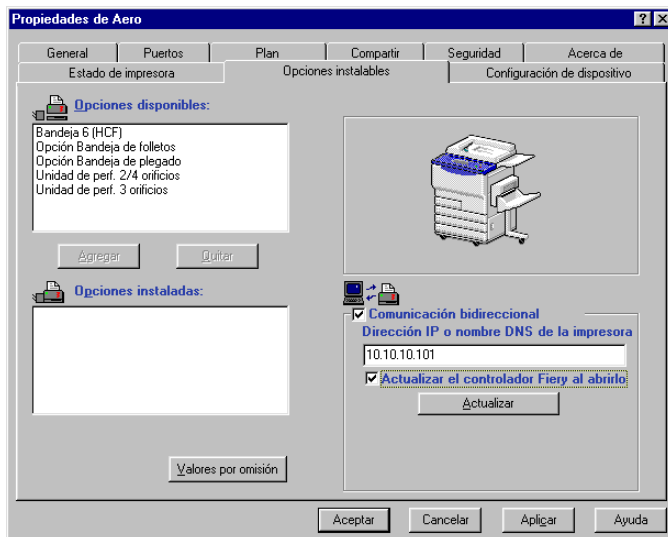 Propiedades de Aero
General
Puertos
Plan
Compartir
Seguridad
Acerca de
Estado de impresora
Opciones instalables
Configuración de dispositivo
Opciones disponibles:
Bandeja 6 (HCF)
Opción Bandeja de folletos
Opción Bandeja de plegado
Unidad de perf. 2/4 orificios
Unidad de perf. 3 orificios
Agregar
Quitar
Opciones instaladas:
Valores por omisión
Comunicación bidireccional
Dirección IP o nombre DNS de la impresora
10.10.10.101
Actualizar el controlador Fiery al abrirlo
Actualizar
Aceptar
Cancelar
Aplicar
Ayuda